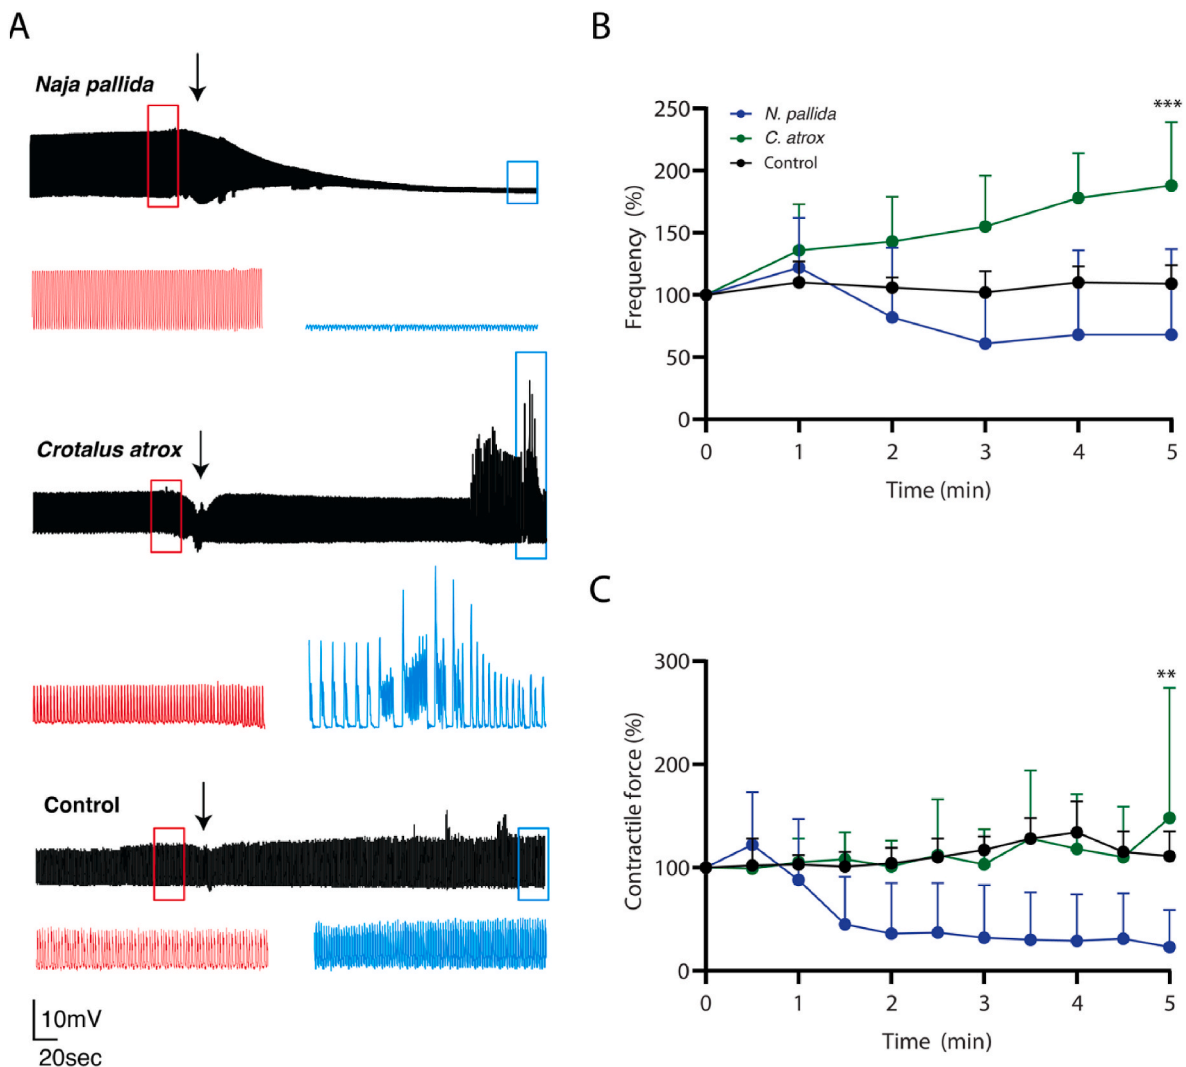 A
Naja pallida
Crotalus atrox
Control
10mV
20sec
B
***
N. pallida
C. atrox
Control
250
200
150
100
50
0
Frequency (%)
0 1 2 3 4 5
Time (min)
C
**
300
200
100
0
Contractile force (%)
0 1 2 3 4 5
Time (min)